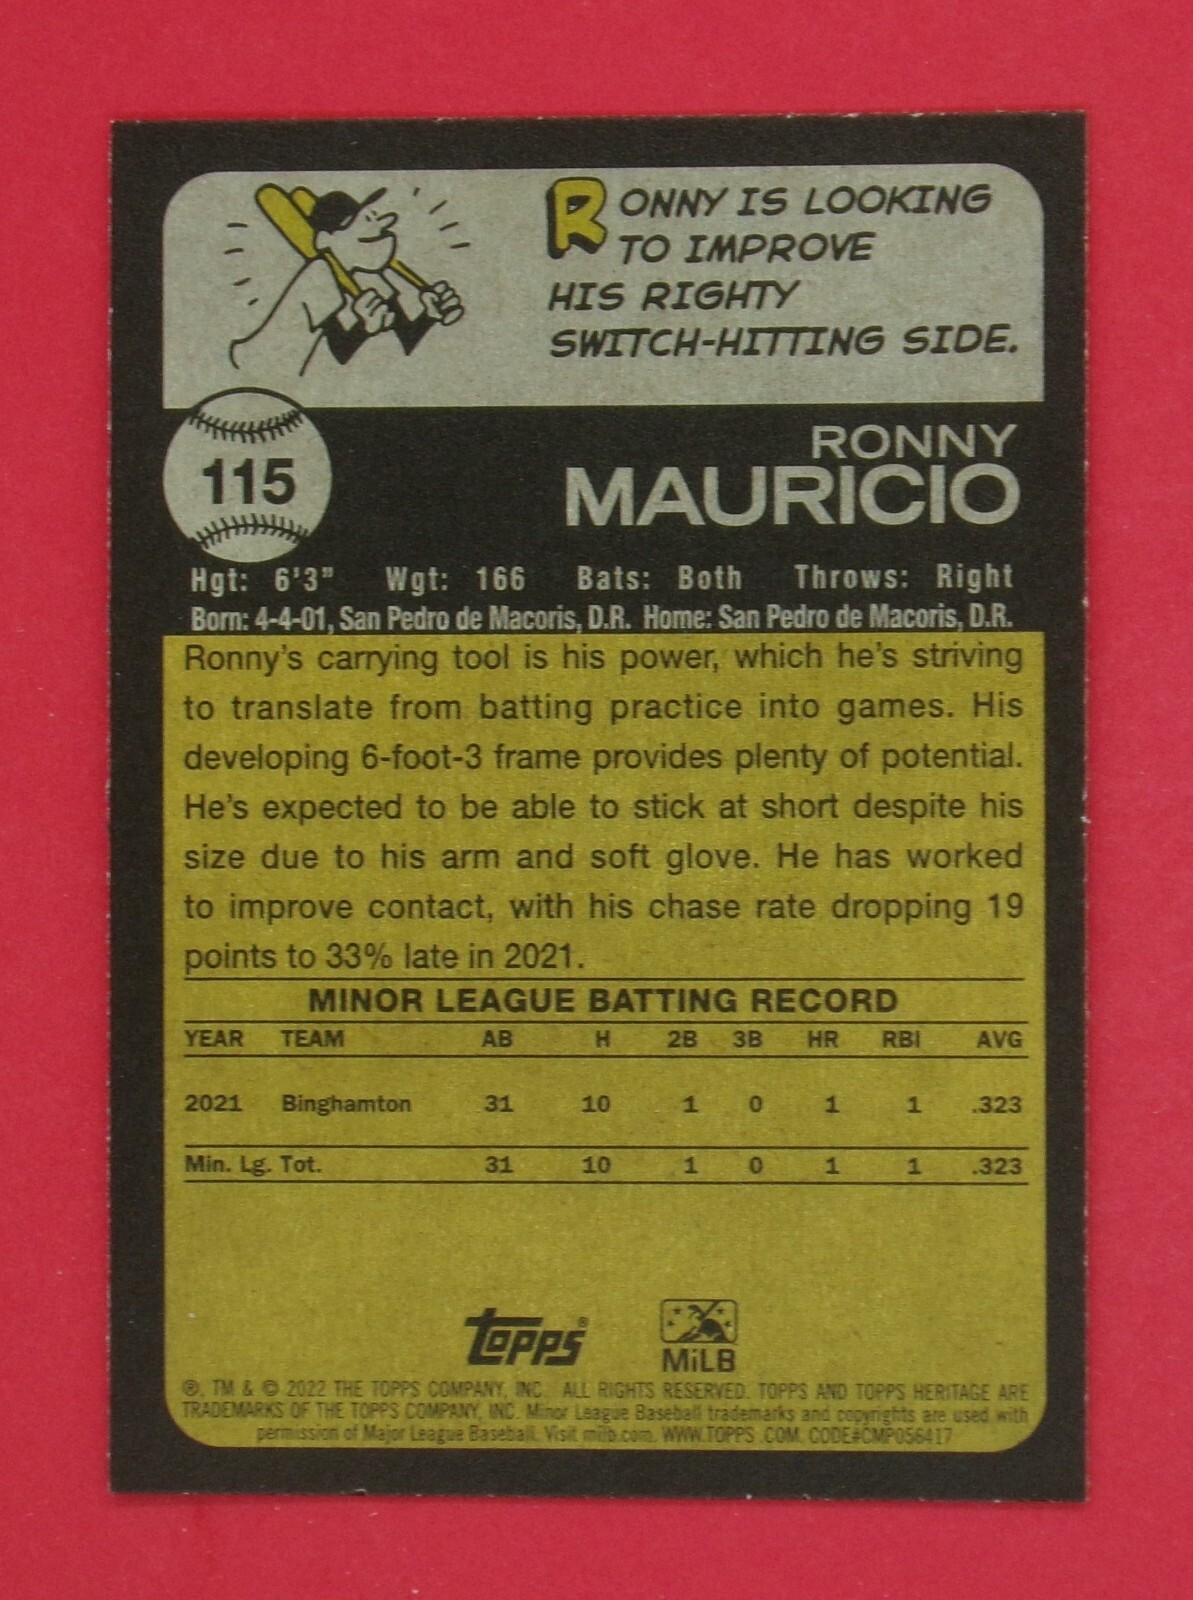 RONNY IS LOOKING
TO IMPROVE
HIS RIGHTY
SWITCH-HITTING SIDE.
115
RONNY
MAURICIO
Hgt: 6'3" Wgt: 166 Bats: Both Throws: Right
Born: 4-4-01, San Pedro de Macoris, D.R. Home: San Pedro de Macoris, D.R.
Ronny's carrying tool is his power, which he's striving
to translate from batting practice into games. His
developing 6-foot-3 frame provides plenty of potential.
He's expected to be able to stick at short despite his
size due to his arm and soft glove. He has worked
to improve contact, with his chase rate dropping 19
points to 33% late in 2021.
MINOR LEAGUE BATTING RECORD
YEAR TEAM AB H 2B 3B HR RBI AVG
2021 Binghamton 31 10 1 0 1 1 .323
Min. Lg. Tot. 31 10 1 0 1 1 .323
Topps®
MiLB
®, TM & © 2022 THE TOPPS COMPANY, INC. ALL RIGHTS RESERVED. TOPPS AND TOPPS HERITAGE ARE
TRADEMARKS OF THE TOPPS COMPANY, INC. Minor League Baseball trademarks and copyrights are used with
permission of Major League Baseball. Visit milb.com. WWW.TOPPS.COM. CODE#CMP056417